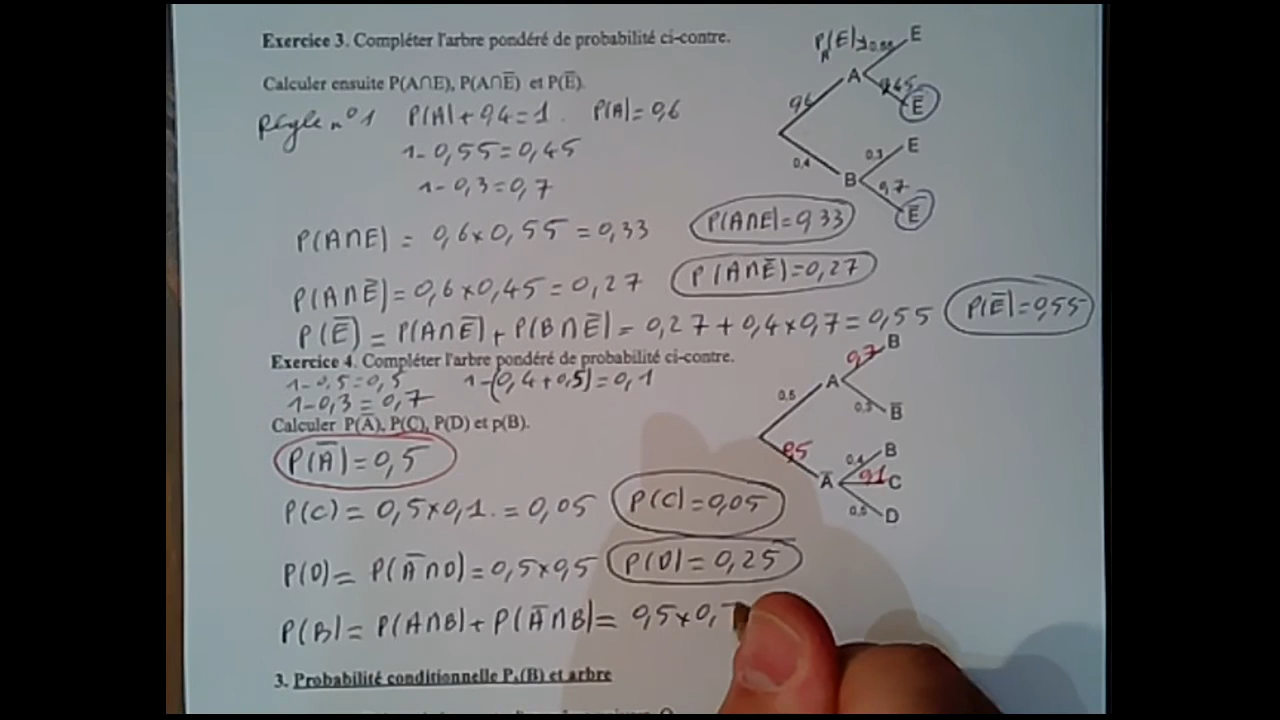 Exercice 3. Compléter l'arbre pondéré de probabilité ci-contre.
Calculer ensuite P(A∩E), P(A∩E̅) et P(E̅).
Règle n°1 P(A)+0,4=1. P(A)=0,6
1-0,55=0,45
1-0,3=0,7
P(A∩E) = 0,6×0,55=0,33 P(A∩E)=0,33
P(A∩E̅)=0,6×0,45=0,27 P(A∩E̅)=0,27
P(E̅)= P(A∩E̅)+P(B∩E̅)=0,27+0,4×0,7=0,55 P(E̅)=0,55
P_A(E)=0,55 E
A
0,6
0,45
E̅
0,4
B
0,3
E
0,7
E̅
Exercice 4. Compléter l'arbre pondéré de probabilité ci-contre.
1-0,5=0,5 1-(0,4+0,5)=0,1
1-0,3=0,7
Calculer P(A̅), P(C), P(D) et p(B).
P(A̅)=0,5
P(C)= 0,5×0,1.=0,05 P(C)=0,05
P(D)= P(A̅∩D)=0,5×0,5 P(D)=0,25
P(B)= P(A∩B)+P(A̅∩B)= 0,5×0,7
0,7
B
A
0,5
0,3
B̅
0,5
A̅
0,4
B
0,1
C
0,5
D
3. Probabilité conditionnelle P_A(B) et arbre